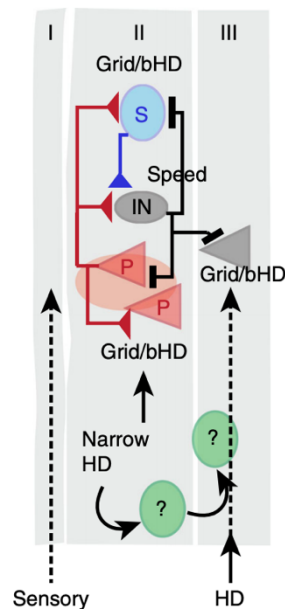 I II III
Grid/bHD
S
Speed
IN
P
Grid/bHD
P
Grid/bHD
?
Narrow
HD
?
Sensory HD